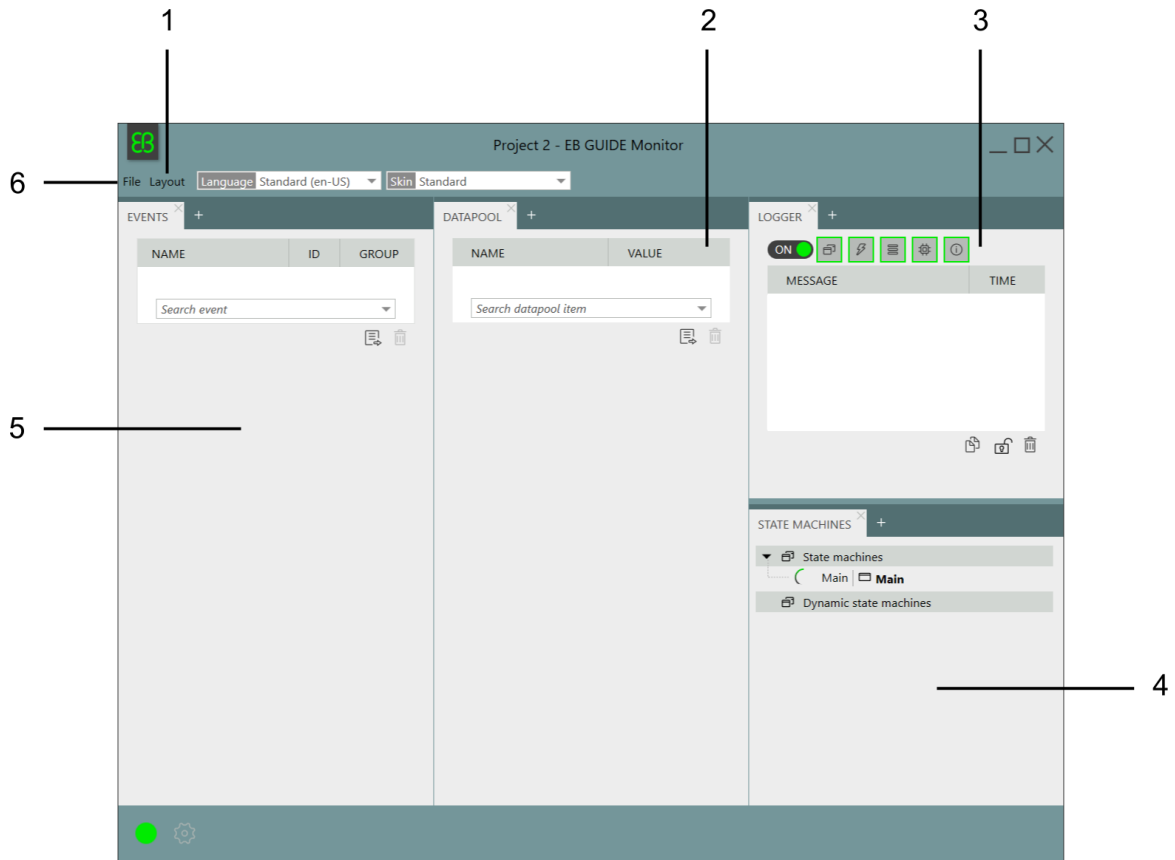 1 2 3
EB
Project 2 - EB GUIDE Monitor
6
File Layout Language Standard (en-US) Skin Standard
EVENTS + DATAPOOL + LOGGER +
ON
NAME ID GROUP NAME VALUE
MESSAGE TIME
Search event Search datapool item
5
STATE MACHINES +
State machines
Main Main
Dynamic state machines
4